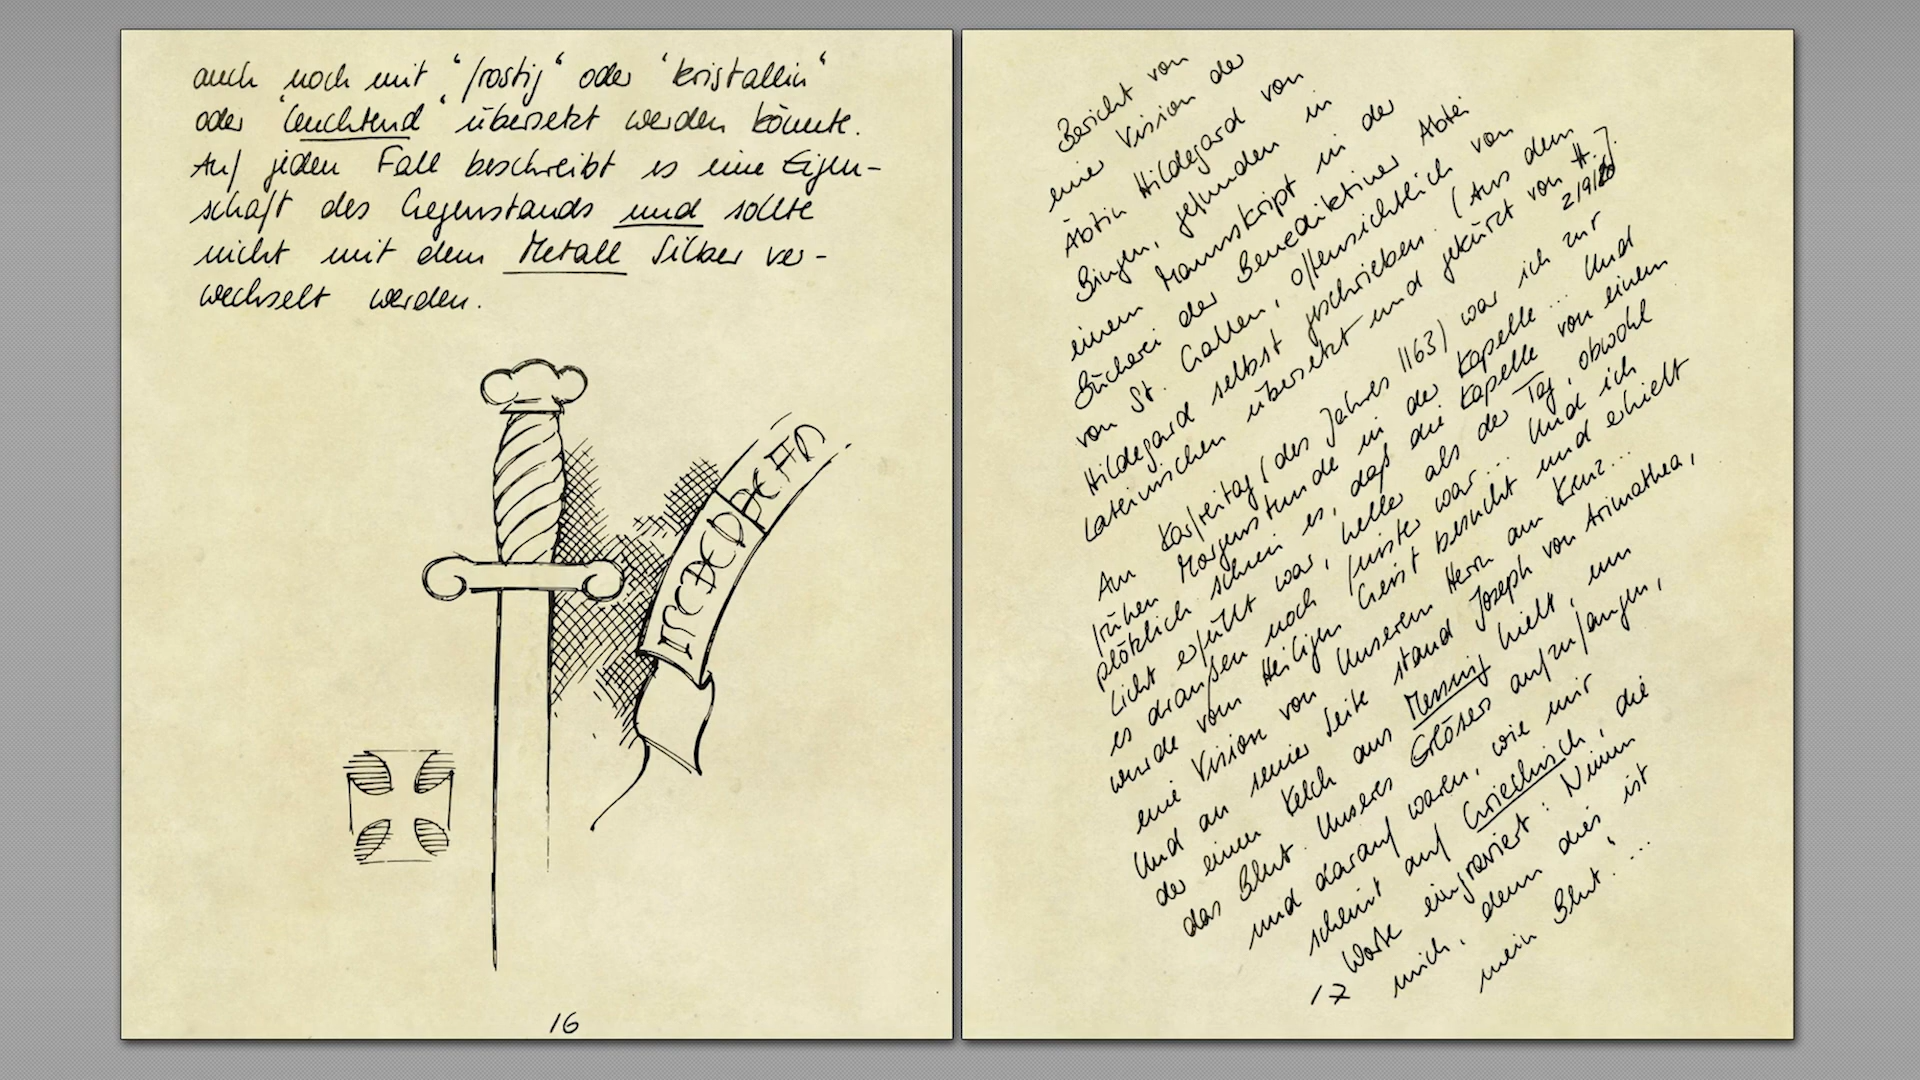 auch noch mit "frostig" oder "kristallin"
oder "leuchtend" übersetzt werden könnte.
Auf jeden Fall beschreibt es eine Eigen-
schaft des Gegenstands und sollte
nicht mit dem Metall Silber ver-
wechselt werden.
16
Bericht von
einer Vision der
Äbtin Hildegard von
Bingen, gefunden in
einem Manuskript in der
Bücherei der Benediktiner Abtei
von St. Gallen, offensichtlich von
Hildegard selbst geschrieben. (Aus dem
Lateinischen übersetzt und gekürzt von H. J.
2/9/
Am Karfreitag (des Jahres 1163) war ich zur
frühen Morgenstunde in der Kapelle... Und
plötzlich schien es, daß die Kapelle von einem
Licht erfüllt war, heller als der Tag, obwohl
es draußen noch finster war... Und ich
wurde vom Heiligen Geist besucht und erhielt
eine Vision von Unserem Herrn am Kreuz...
Und an seiner Seite stand Joseph von Arimathea,
der einen Kelch aus Messing hielt, um
das Blut Unseres Erlösers aufzufangen,
und darauf waren, wie mir
scheint auf Griechisch, die
Worte eingraviert: Nimm
mich, denn dies ist
mein Blut. ...
17